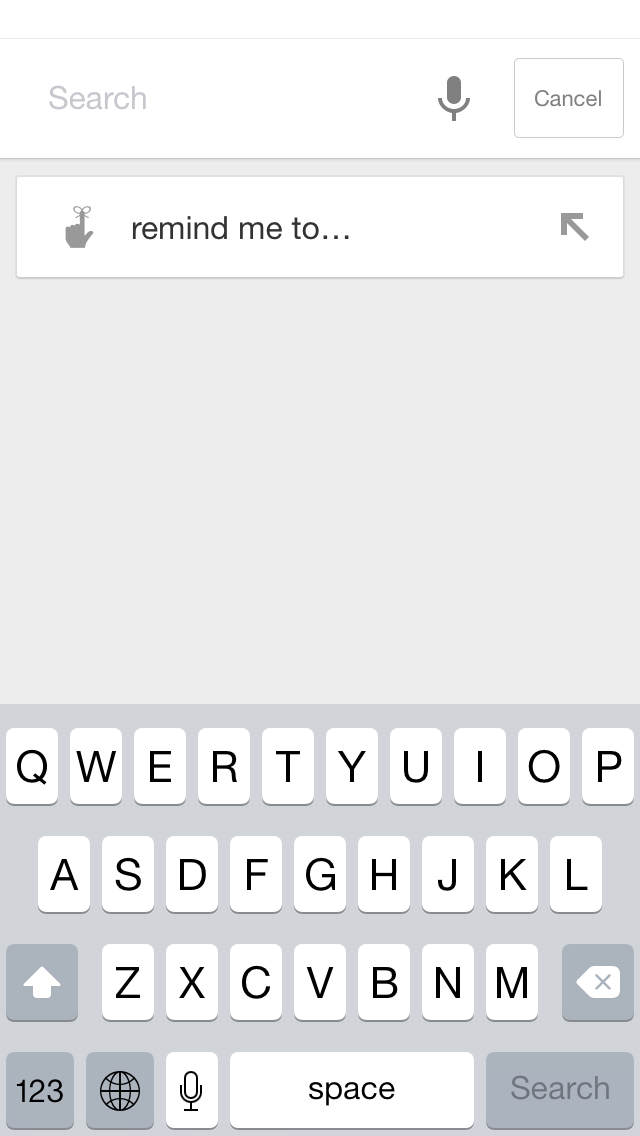 Search Cancel
remind me to…
Q W E R T Y U I O P
A S D F G H J K L
Z X C V B N M
123 space Search